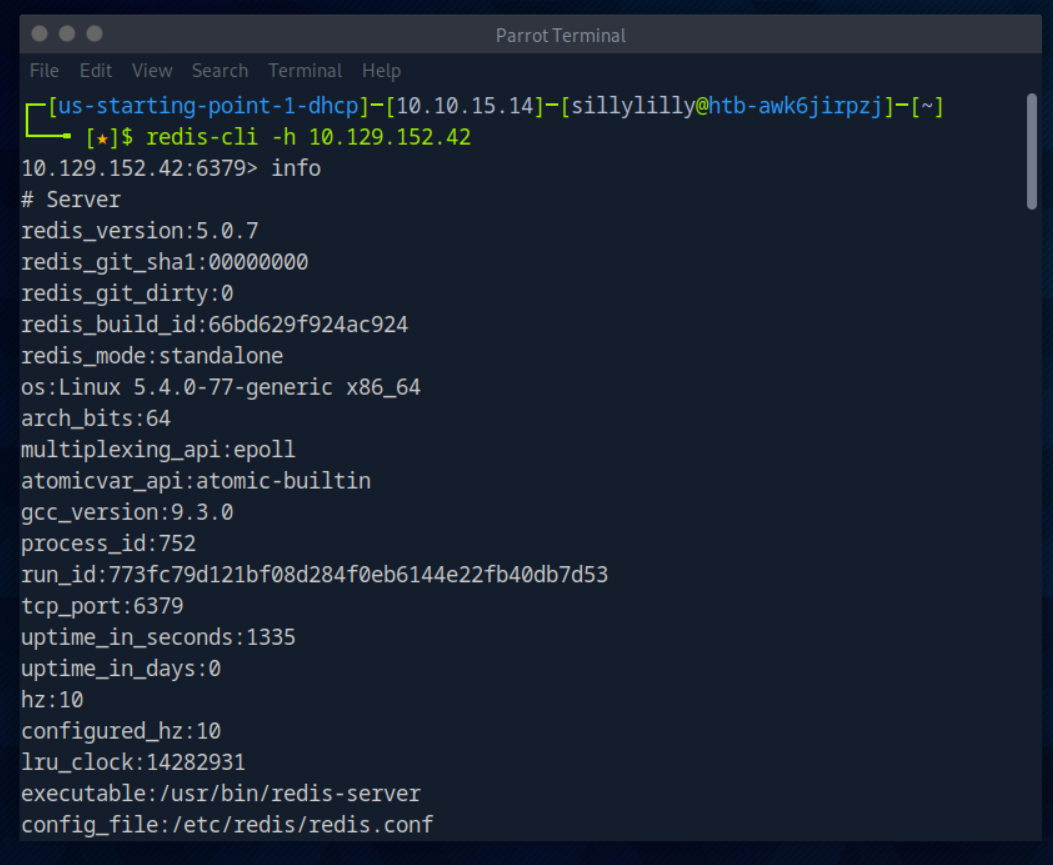 Parrot Terminal
File Edit View Search Terminal Help
┌─[us-starting-point-1-dhcp]─[10.10.15.14]─[sillylilly@htb-awk6jirpzj]─[~]
└──╼ [★]$ redis-cli -h 10.129.152.42
10.129.152.42:6379> info
# Server
redis_version:5.0.7
redis_git_sha1:00000000
redis_git_dirty:0
redis_build_id:66bd629f924ac924
redis_mode:standalone
os:Linux 5.4.0-77-generic x86_64
arch_bits:64
multiplexing_api:epoll
atomicvar_api:atomic-builtin
gcc_version:9.3.0
process_id:752
run_id:773fc79d121bf08d284f0eb6144e22fb40db7d53
tcp_port:6379
uptime_in_seconds:1335
uptime_in_days:0
hz:10
configured_hz:10
lru_clock:14282931
executable:/usr/bin/redis-server
config_file:/etc/redis/redis.conf